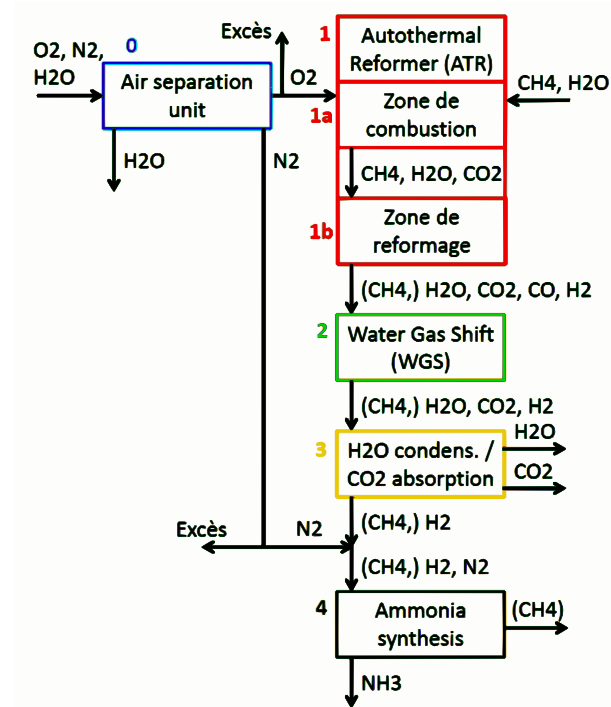 Excès
1
Autothermal
Reformer (ATR)
O2, N2,
H2O
0
Air separation
unit
O2
CH4, H2O
1a
Zone de
combustion
H2O
N2
CH4, H2O, CO2
1b
Zone de
reformage
(CH4,) H2O, CO2, CO, H2
2
Water Gas Shift
(WGS)
(CH4,) H2O, CO2, H2
3
H2O condens. /
CO2 absorption
H2O
CO2
(CH4,) H2
Excès
N2
(CH4,) H2, N2
4
Ammonia
synthesis
(CH4)
NH3